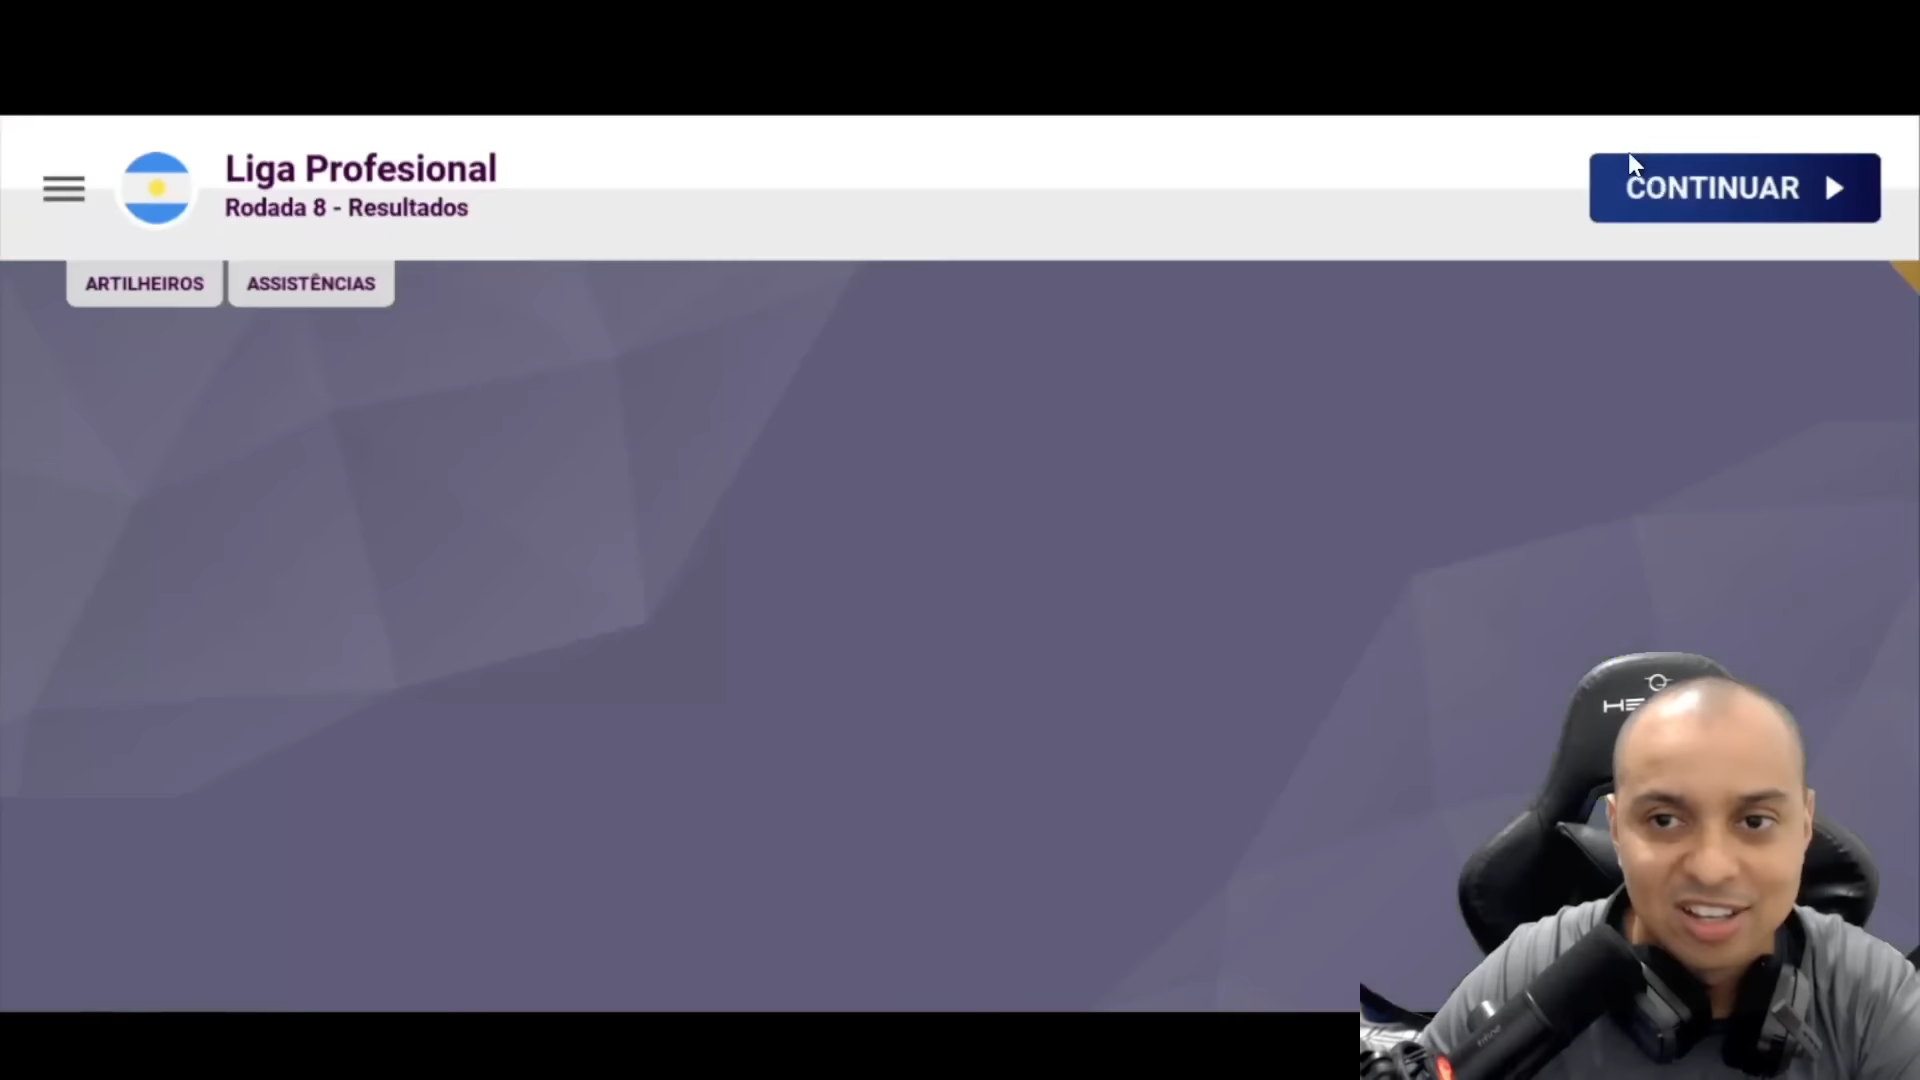 Liga Profesional
Rodada 8 - Resultados
CONTINUAR
ARTILHEIROS
ASSISTÊNCIAS